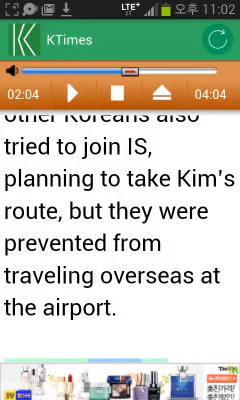 LTE
오후 11:02
KTimes
02:04
04:04
other Koreans also
tried to join IS,
planning to take Kim's
route, but they were
prevented from
traveling overseas at
the airport.